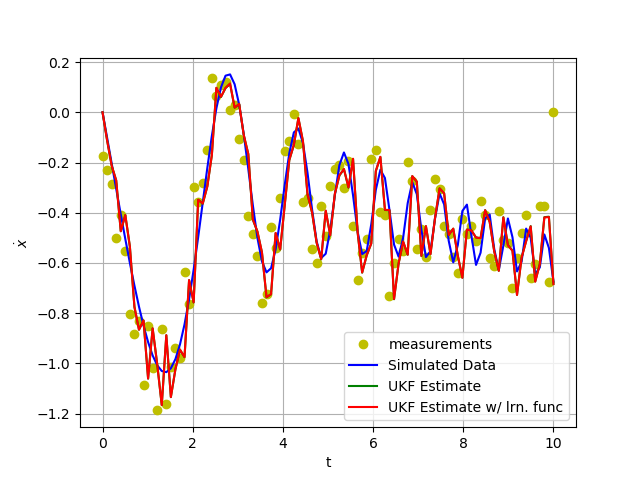 0.2
0.0
−0.2
−0.4
−0.6
−0.8
−1.0
−1.2
ẋ
0 2 4 6 8 10
t
measurements
Simulated Data
UKF Estimate
UKF Estimate w/ lrn. func